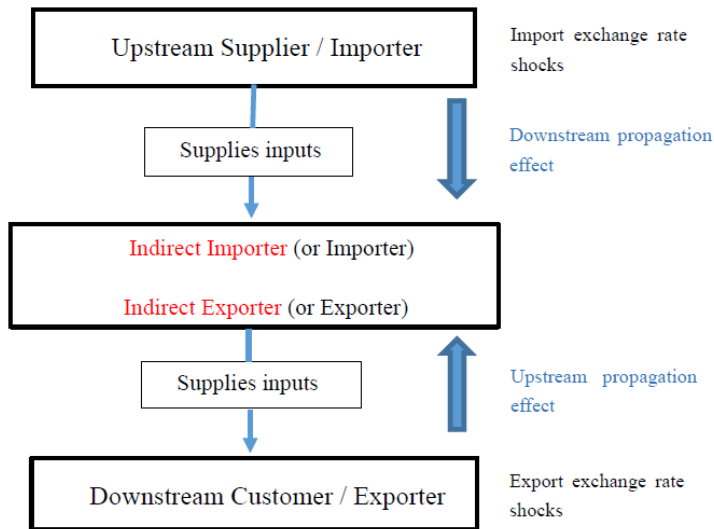 Upstream Supplier / Importer
Import exchange rate
shocks
Supplies inputs
Downstream propagation
effect
Indirect Importer (or Importer)
Indirect Exporter (or Exporter)
Supplies inputs
Upstream propagation
effect
Downstream Customer / Exporter
Export exchange rate
shocks